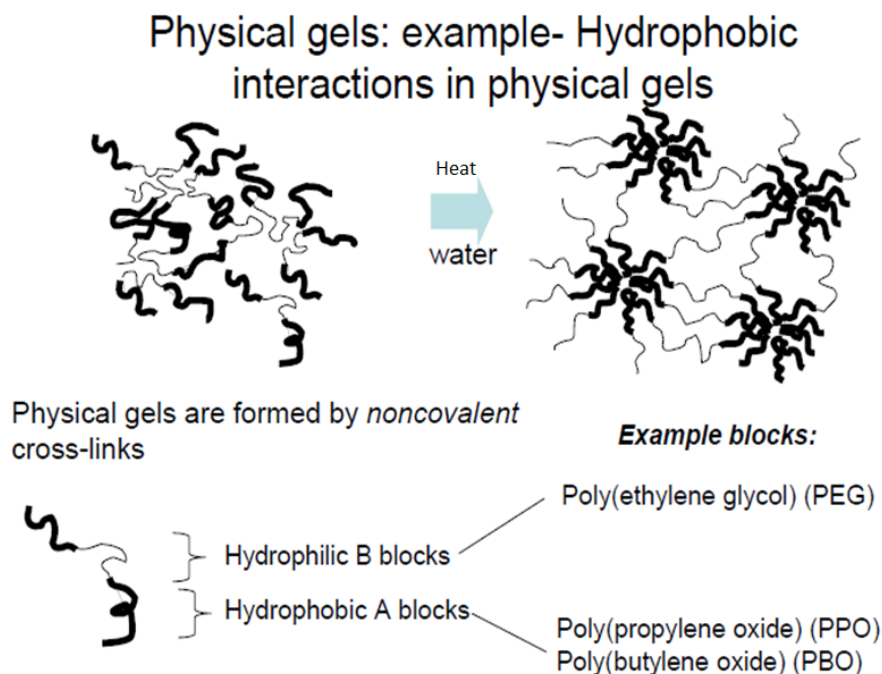 Physical gels: example- Hydrophobic
interactions in physical gels
Heat
water
Physical gels are formed by noncovalent
cross-links
Example blocks:
Poly(ethylene glycol) (PEG)
Hydrophilic B blocks
Hydrophobic A blocks
Poly(propylene oxide) (PPO)
Poly(butylene oxide) (PBO)